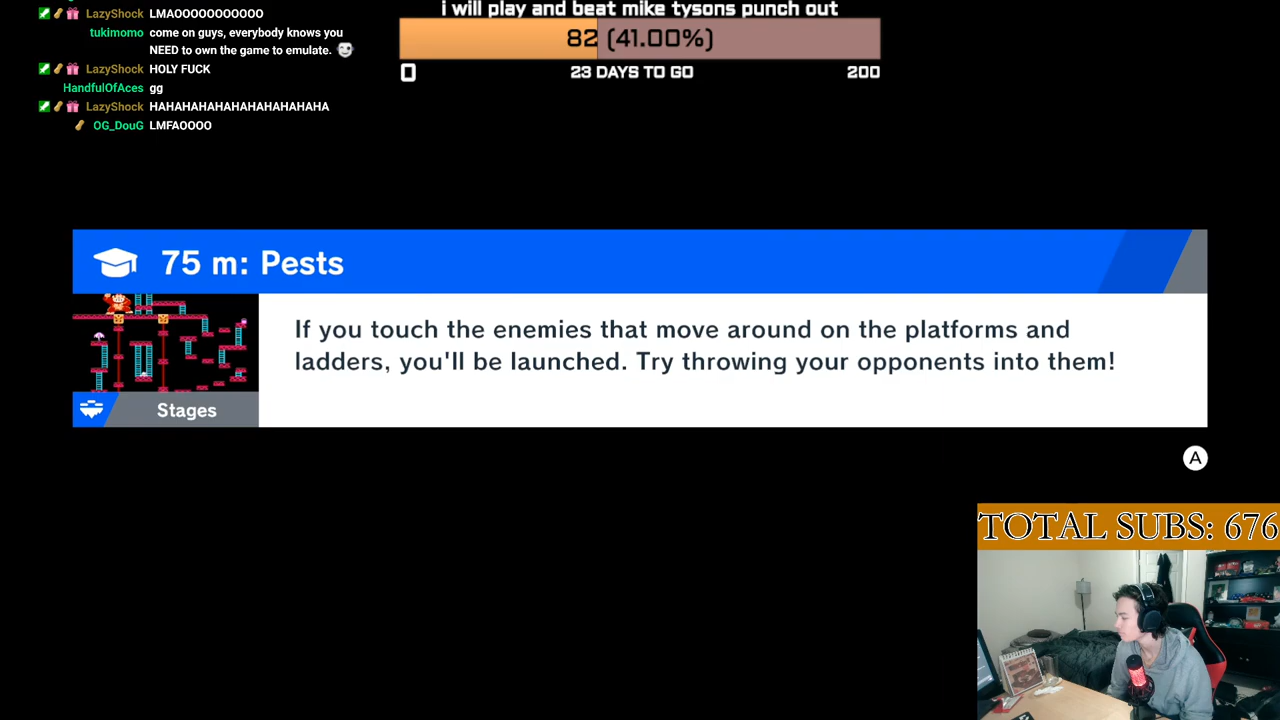 LazyShock LMAOOOOOOOOOO
tukimomo come on guys, everybody knows you
NEED to own the game to emulate.
LazyShock HOLY FUCK
HandfulOfAces gg
LazyShock HAHAHAHAHAHAHAHAHAHA
OG_DouG LMFAOOOO
i will play and beat mike tysons punch out
82 (41.00%)
0 23 DAYS TO GO 200
75 m: Pests
If you touch the enemies that move around on the platforms and
ladders, you'll be launched. Try throwing your opponents into them!
Stages
A
TOTAL SUBS: 676